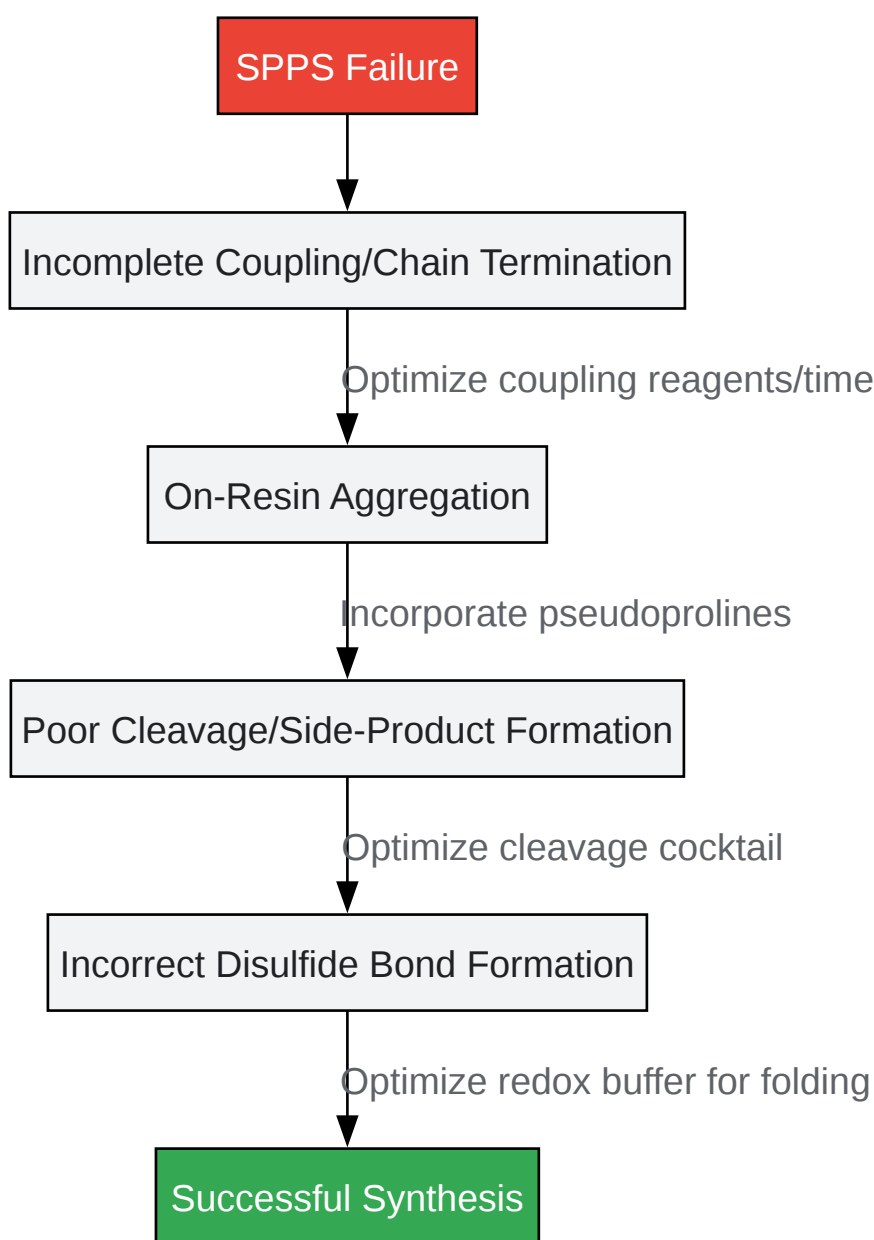 SPPS Failure
Incomplete Coupling/Chain Termination
Optimize coupling reagents/time
On-Resin Aggregation
Incorporate pseudoprolines
Poor Cleavage/Side-Product Formation
Optimize cleavage cocktail
Incorrect Disulfide Bond Formation
Optimize redox buffer for folding
Successful Synthesis